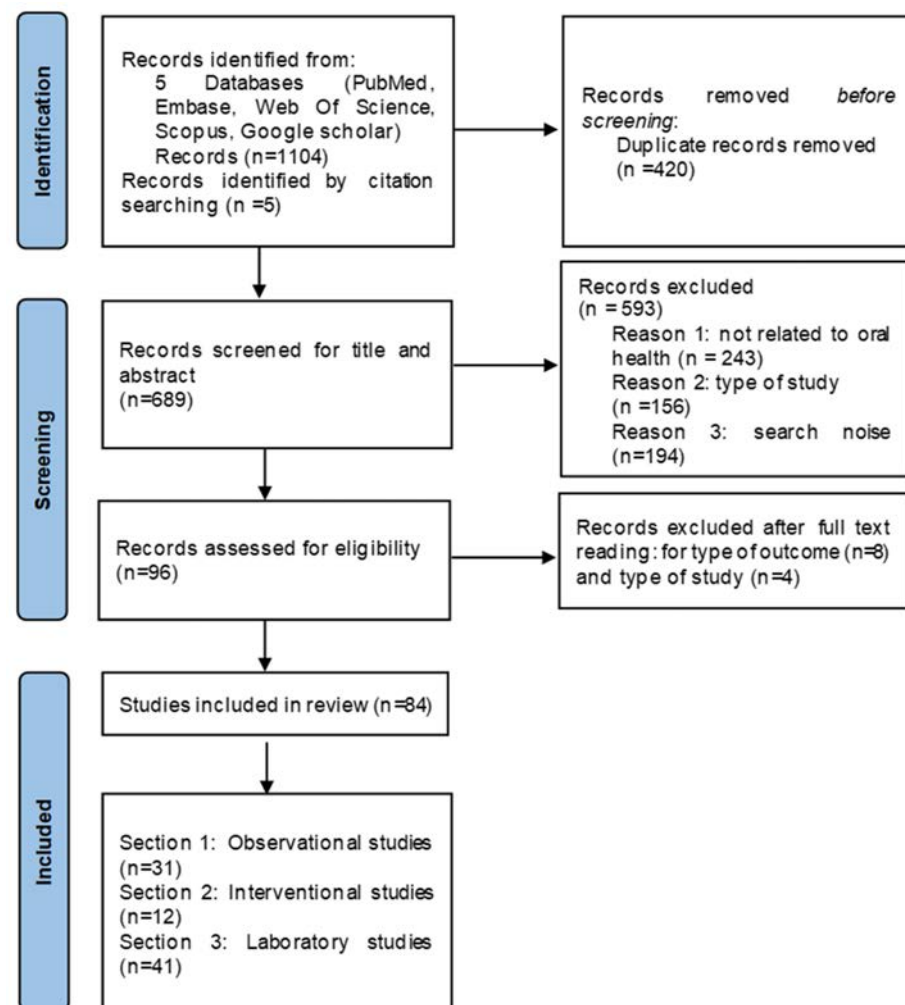 Identification
Records identified from:
5 Databases (PubMed,
Embase, Web Of Science,
Scopus, Google scholar)
Records (n=1104)
Records identified by citation
searching (n =5)
Records removed before
screening:
Duplicate records removed
(n =420)
Screening
Records screened for title and
abstract
(n=689)
Records excluded
(n = 593)
Reason 1: not related to oral
health (n = 243)
Reason 2: type of study
(n =156)
Reason 3: search noise
(n=194)
Records assessed for eligibility
(n=96)
Records excluded after full text
reading: for type of outcome (n=8)
and type of study (n=4)
Included
Studies included in review (n=84)
Section 1: Observational studies
(n=31)
Section 2: Interventional studies
(n=12)
Section 3: Laboratory studies
(n=41)